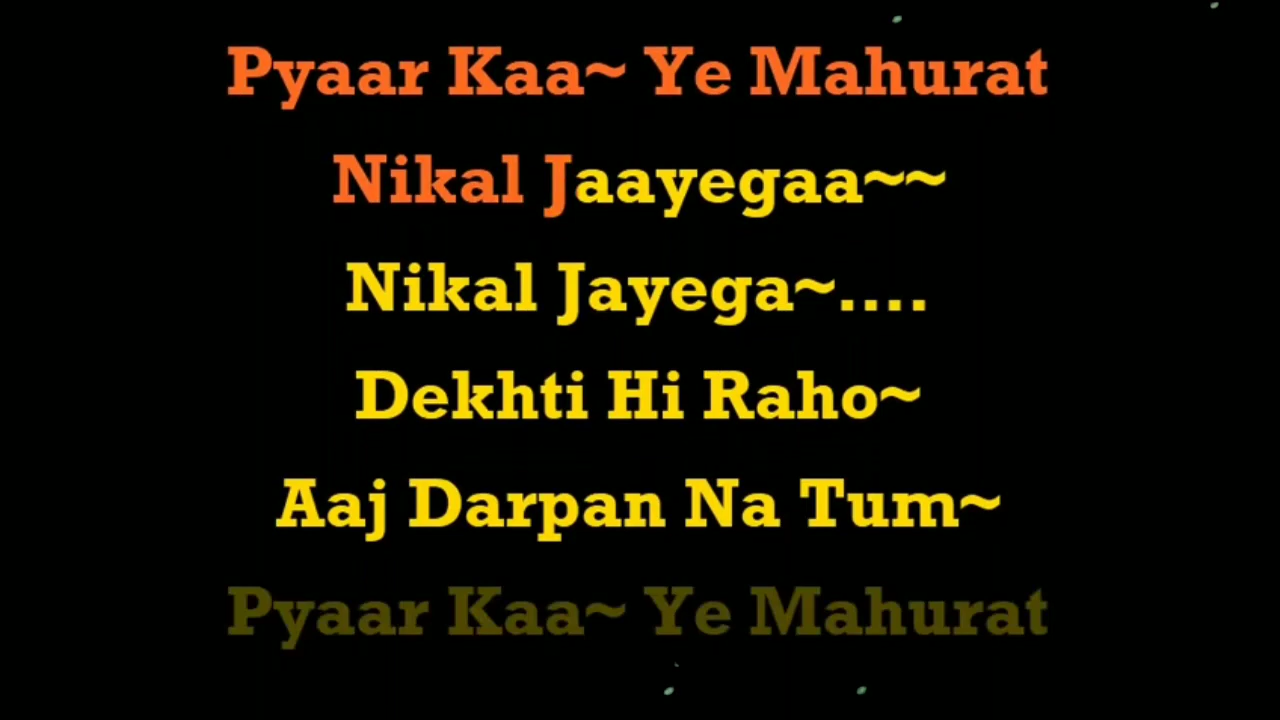 Pyaar Kaa~ Ye Mahurat
Nikal Jaayegaa~~
Nikal Jayega~....
Dekhti Hi Raho~
Aaj Darpan Na Tum~
Pyaar Kaa~ Ye Mahurat